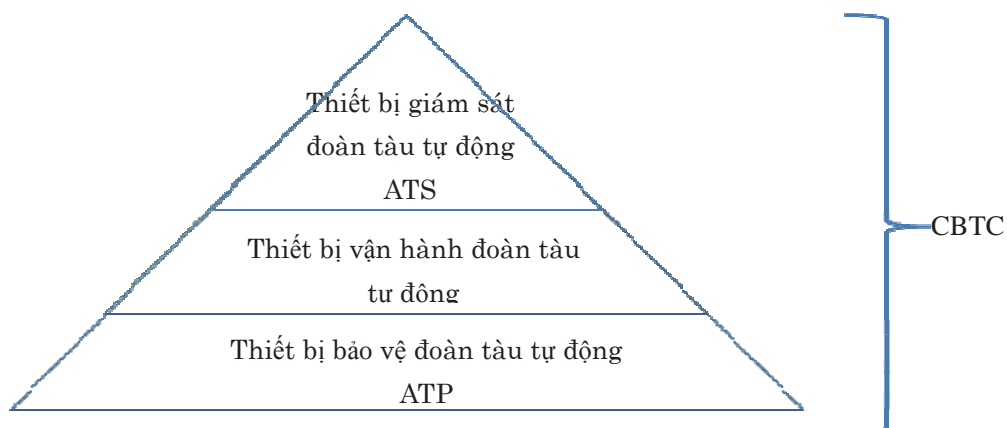 Thiết bị giám sát
đoàn tàu tự động
ATS
CBTC
Thiết bị vận hành đoàn tàu
tự động
Thiết bị bảo vệ đoàn tàu tự động
ATP